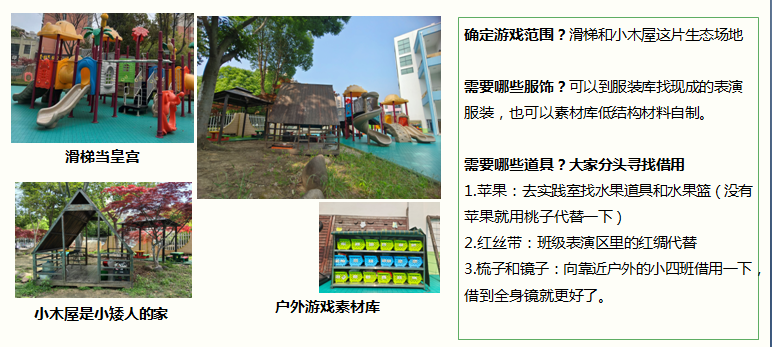 滑梯当皇宫
小木屋是小矮人的家
户外游戏素材库
确定游戏范围？滑梯和小木屋这片生态场地
需要哪些服饰？可以到服装库找现成的表演
服装，也可以素材库低结构材料自制。
需要哪些道具？大家分头寻找借用
1.苹果：去实践室找水果道具和水果篮（没有
苹果就用桃子代替一下）
2.红丝带：班级表演区里的红绸代替
3.梳子和镜子：向靠近户外的小四班借用一下，
借到全身镜就更好了。